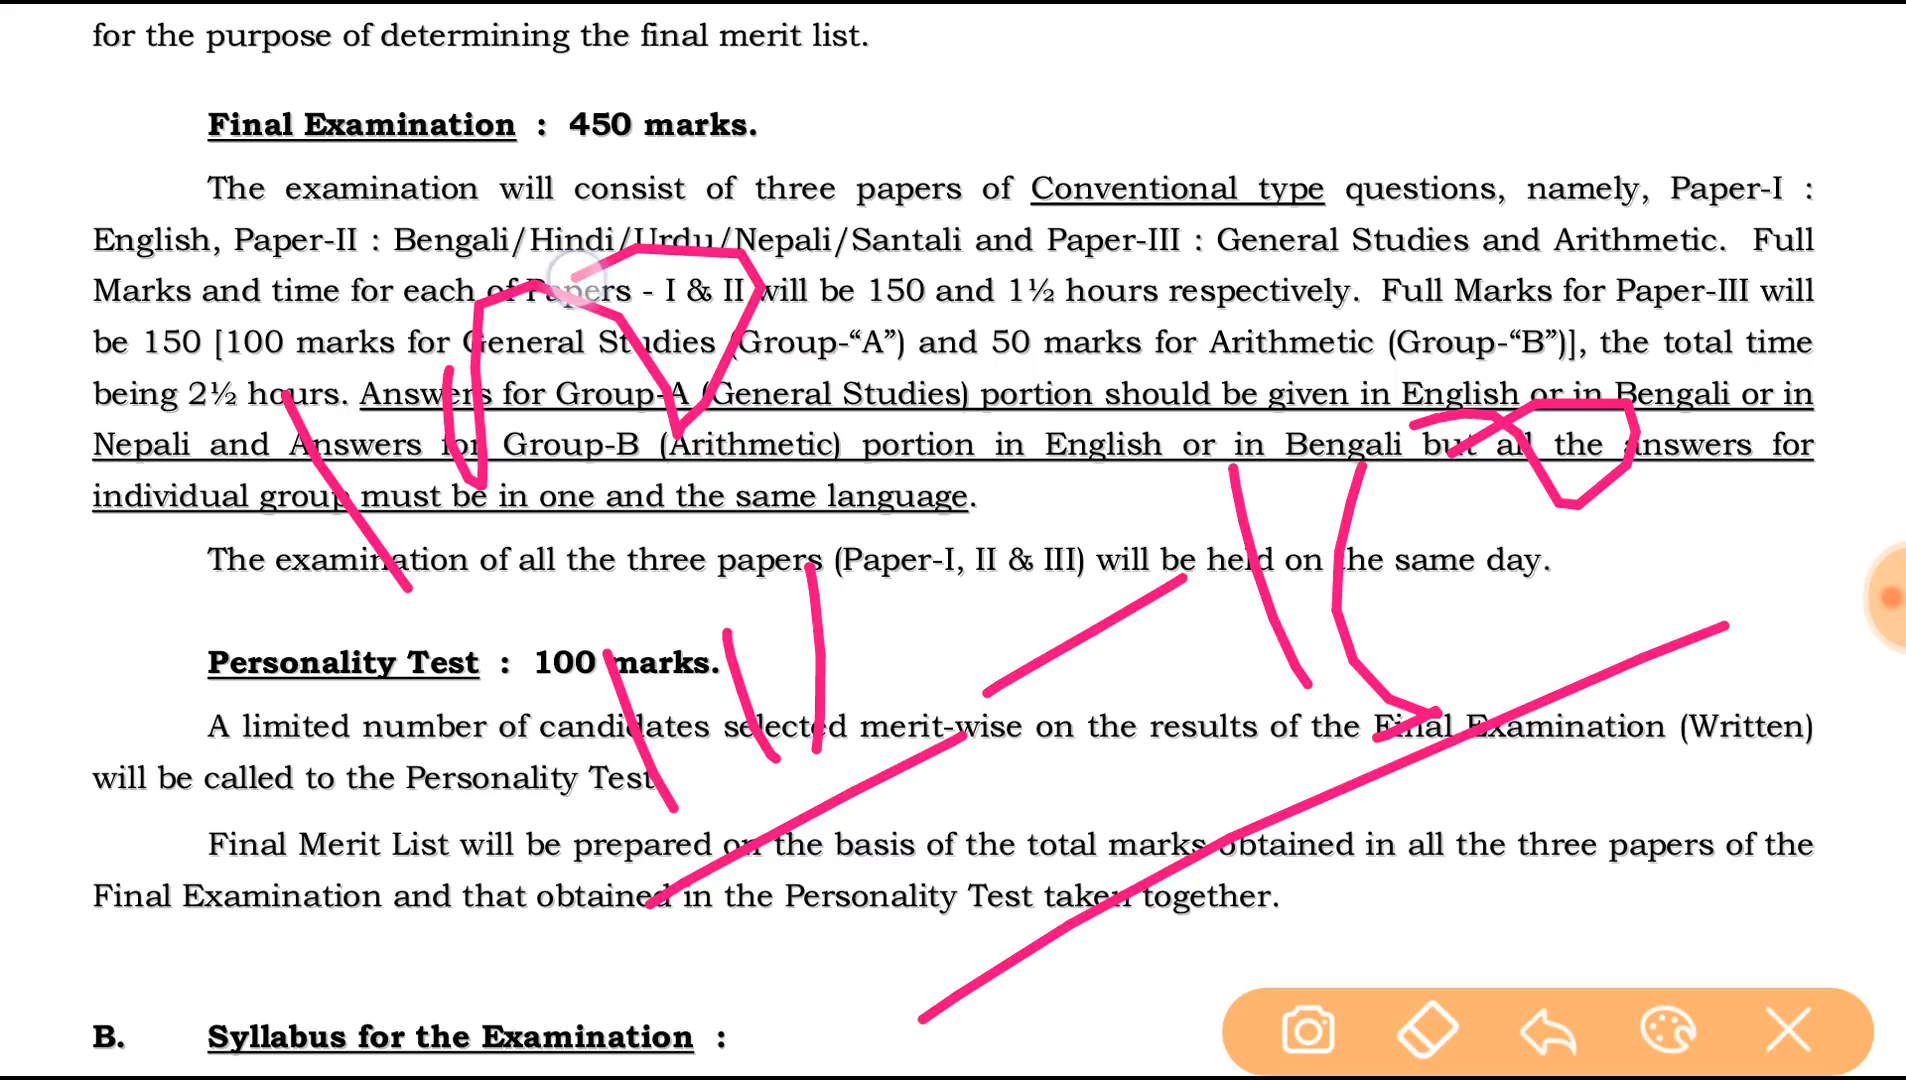 for the purpose of determining the final merit list.
Final Examination : 450 marks.
The examination will consist of three papers of Conventional type questions, namely, Paper-I :
English, Paper-II : Bengali/Hindi/Urdu/Nepali/Santali and Paper-III : General Studies and Arithmetic. Full
Marks and time for each of Papers - I & II will be 150 and 1½ hours respectively. Full Marks for Paper-III will
be 150 [100 marks for General Studies (Group-“A”) and 50 marks for Arithmetic (Group-“B”)], the total time
being 2½ hours. Answers for Group-A (General Studies) portion should be given in English or in Bengali or in
Nepali and Answers for Group-B (Arithmetic) portion in English or in Bengali but all the answers for
individual group must be in one and the same language.
The examination of all the three papers (Paper-I, II & III) will be held on the same day.
Personality Test : 100 marks.
A limited number of candidates selected merit-wise on the results of the Final Examination (Written)
will be called to the Personality Test
Final Merit List will be prepared on the basis of the total marks obtained in all the three papers of the
Final Examination and that obtained in the Personality Test taken together.
B. Syllabus for the Examination :